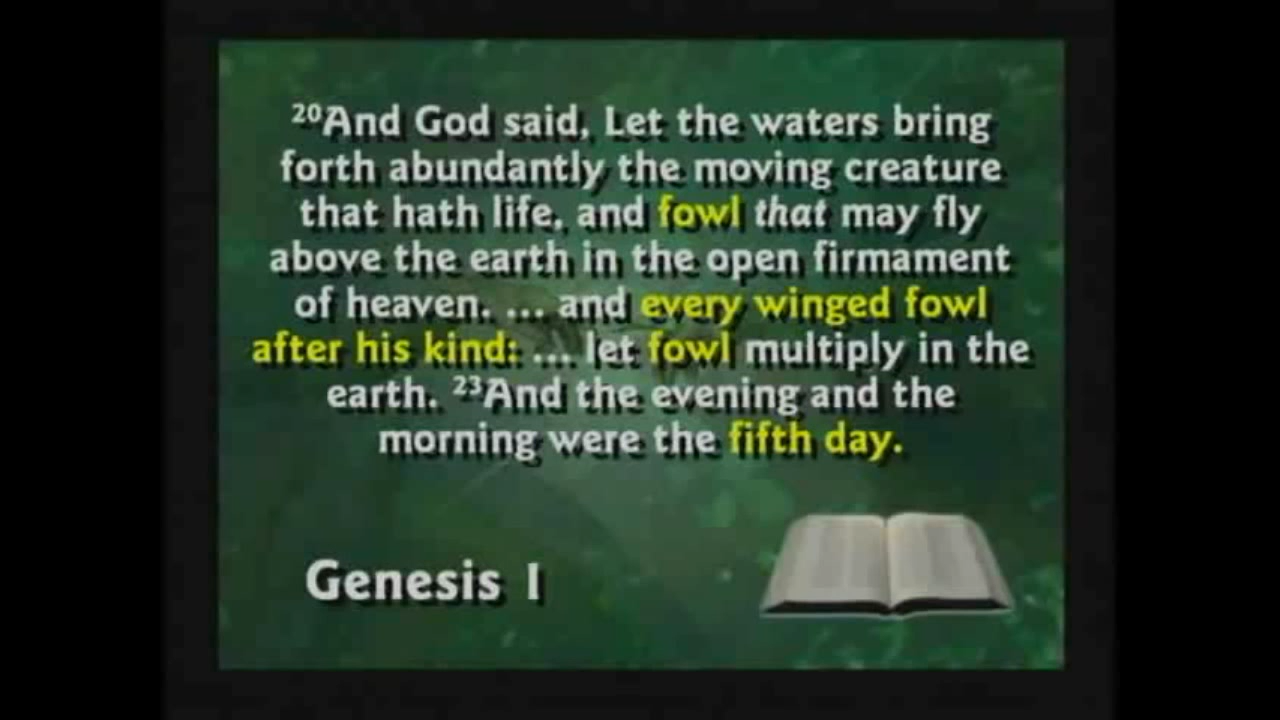 ²⁰And God said, Let the waters bring
forth abundantly the moving creature
that hath life, and fowl that may fly
above the earth in the open firmament
of heaven. ... and every winged fowl
after his kind: ... let fowl multiply in the
earth. ²³And the evening and the
morning were the fifth day.
Genesis 1